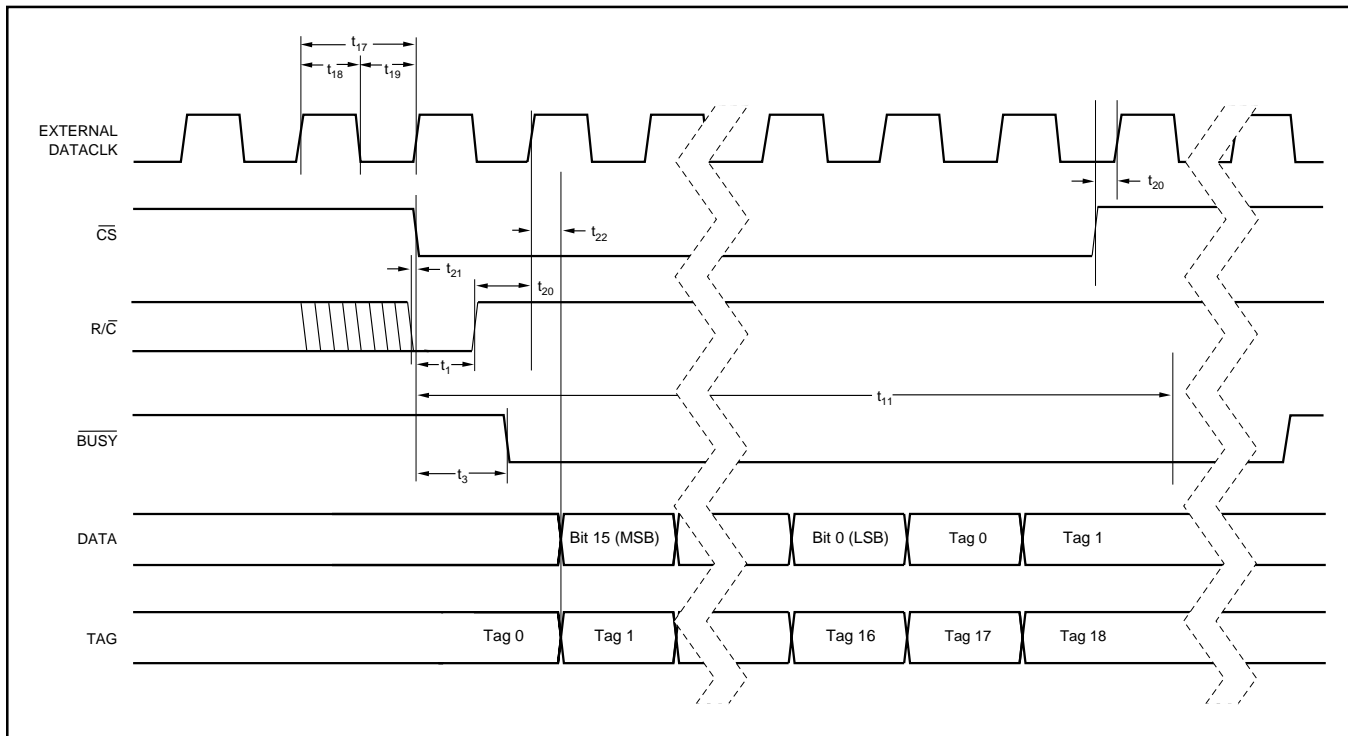 t17
t18 t19
EXTERNAL
DATACLK
t20
CS
t22
t21
t20
R/C
t1
t11
BUSY
t3
DATA
Bit 15 (MSB) Bit 0 (LSB) Tag 0 Tag 1
TAG
Tag 0 Tag 1 Tag 16 Tag 17 Tag 18